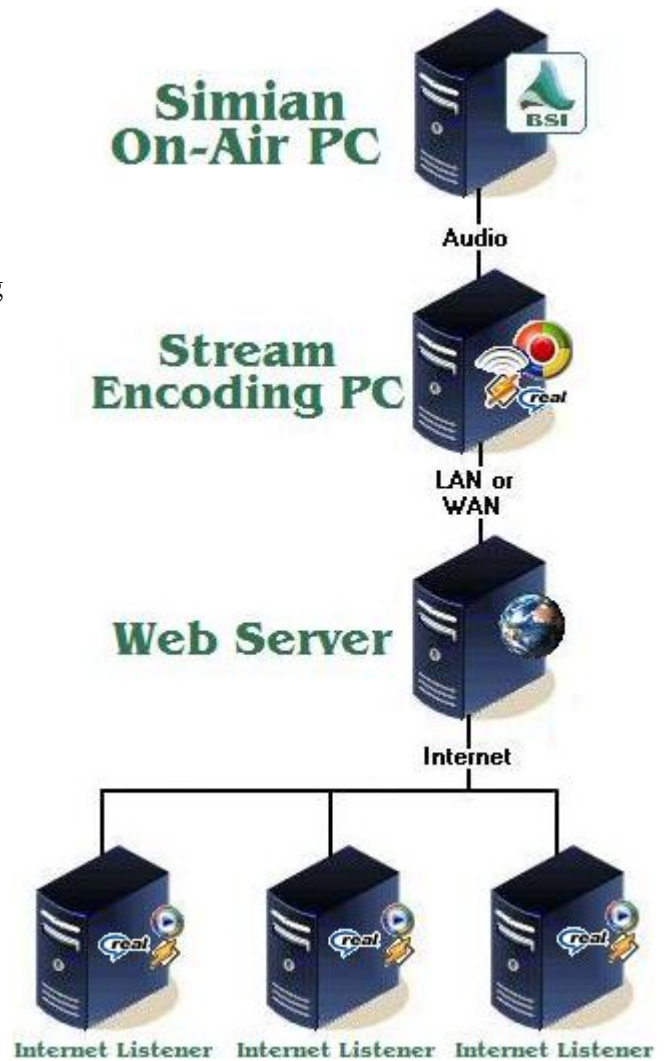 Simian
On-Air PC
BSI
Audio
g
Stream
Encoding PC
real
LAN or
WAN
Web Server
Internet
real
real
real
Internet Listener
Internet Listener
Internet Listener